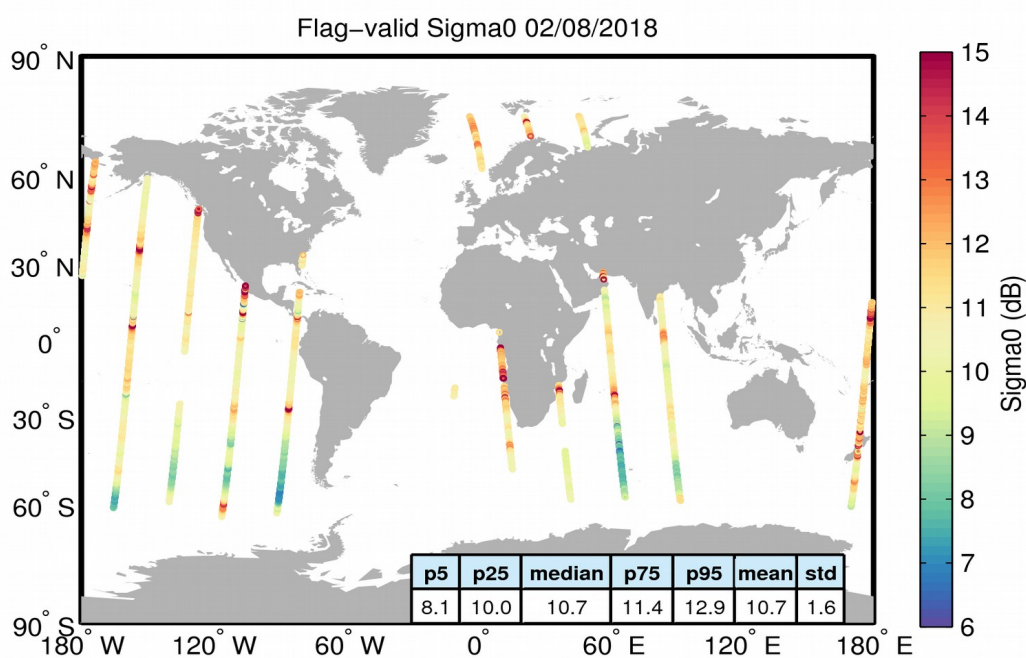 Flag−valid Sigma0 02/08/2018
90° N
60° N
30° N
0°
30° S
60° S
90° S
180° W
120° W
60° W
0°
60° E
120° E
180° E
p5 p25 median p75 p95 mean std
8.1 10.0 10.7 11.4 12.9 10.7 1.6
15
14
13
12
11
10
9
8
7
6
Sigma0 (dB)